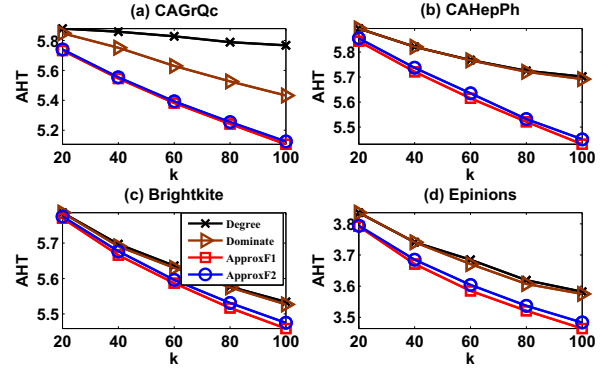 (a) CAGrQc
(b) CAHepPh
AHT
5.8
5.6
5.4
5.2
20 40 60 80 100
k
AHT
5.8
5.7
5.6
5.5
20 40 60 80 100
k
(c) Brightkite
(d) Epinions
AHT
5.7
5.6
5.5
20 40 60 80 100
k
Degree
Dominate
ApproxF1
ApproxF2
AHT
3.8
3.7
3.6
3.5
20 40 60 80 100
k